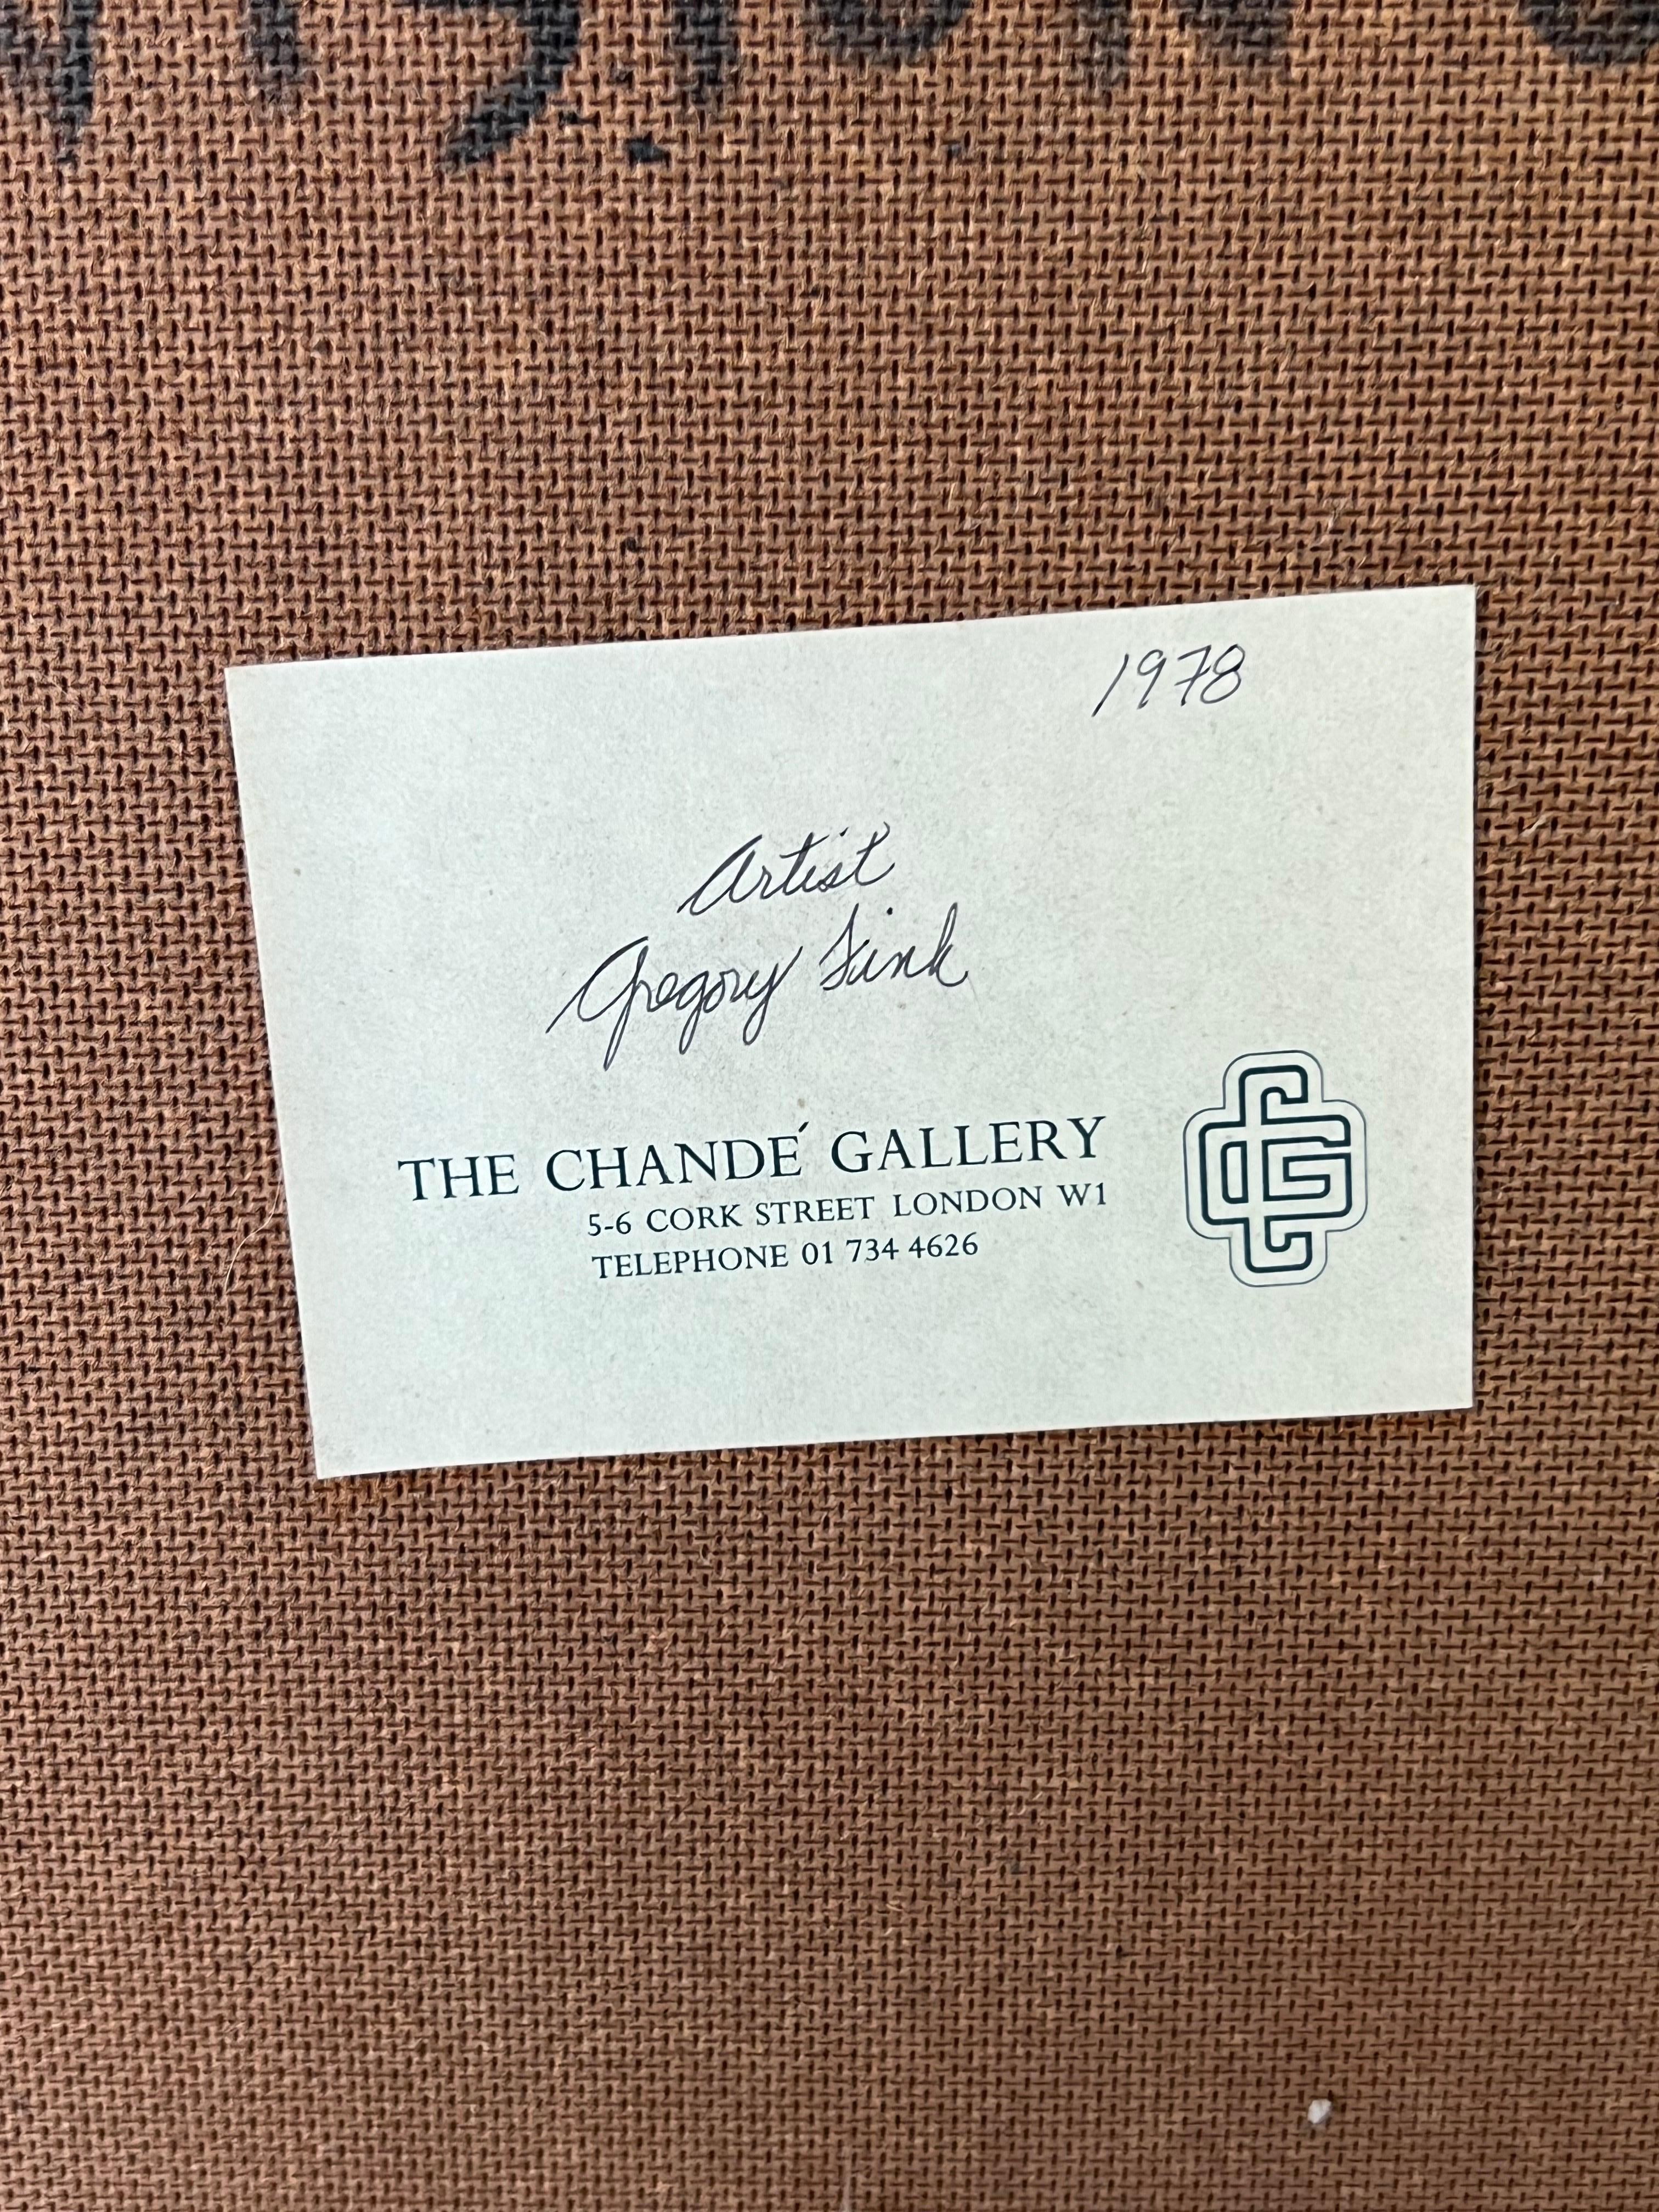 1978
Artist
Gregory Fink
THE CHANDÉ GALLERY
5-6 CORK STREET LONDON W1
TELEPHONE 01 734 4626